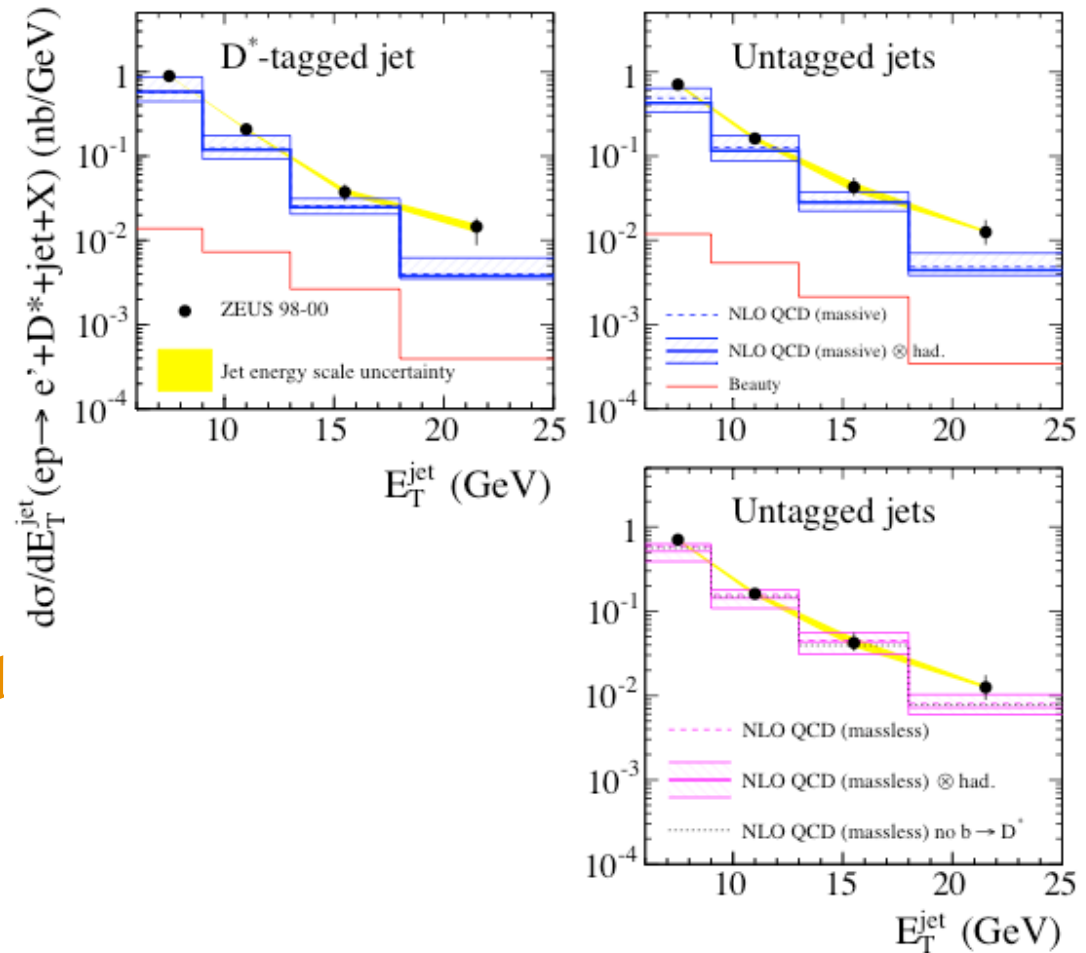 dσ/dE_T^jet (ep→ e'+D*+jet+X) (nb/GeV)
D*-tagged jet
1
10^-1
10^-2
10^-3
10^-4
ZEUS 98-00
Jet energy scale uncertainty
10 15 20 25
E_T^jet (GeV)
Untagged jets
1
10^-1
10^-2
10^-3
10^-4
NLO QCD (massive)
NLO QCD (massive) ⊗ had.
Beauty
10 15 20 25
Untagged jets
1
10^-1
10^-2
10^-3
10^-4
NLO QCD (massless)
NLO QCD (massless) ⊗ had.
NLO QCD (massless) no b → D*
10 15 20 25
E_T^jet (GeV)